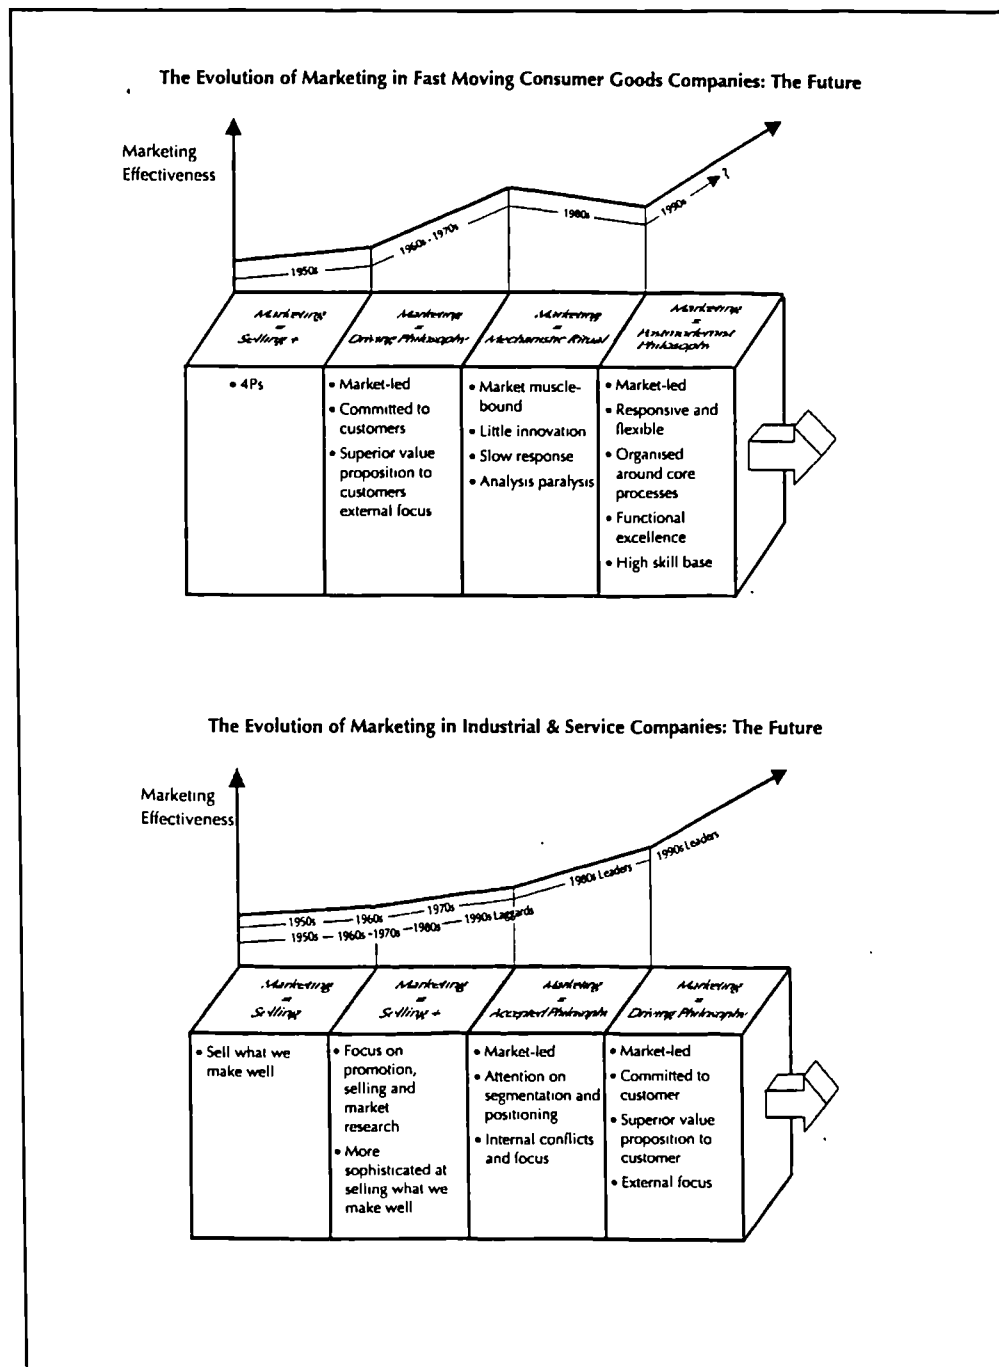 The Evolution of Marketing in Fast Moving Consumer Goods Companies: The Future
Marketing
Effectiveness
1950s
1960s - 1970s
1980s
1990s
?
Marketing
=
Selling +
Marketing
=
Driving Philosophy
Marketing
=
Mechanistic Ritual
Marketing
=
Postmodernist
Philosophy
• 4Ps
• Market-led
• Committed to
customers
• Superior value
proposition to
customers
external focus
• Market muscle-
bound
• Little innovation
• Slow response
• Analysis paralysis
• Market-led
• Responsive and
flexible
• Organised
around core
processes
• Functional
excellence
• High skill base
The Evolution of Marketing in Industrial & Service Companies: The Future
Marketing
Effectiveness
1950s — 1960s — 1970s — 1980s Leaders — 1990s Leaders
1950s — 1960s - 1970s — 1980s — 1990s Laggards
Marketing
=
Selling
Marketing
=
Selling +
Marketing
=
Accepted Philosophy
Marketing
=
Driving Philosophy
• Sell what we
make well
• Focus on
promotion,
selling and
market
research
• More
sophisticated at
selling what we
make well
• Market-led
• Attention on
segmentation and
positioning
• Internal conflicts
and focus
• Market-led
• Committed to
customer
• Superior value
proposition to
customer
• External focus